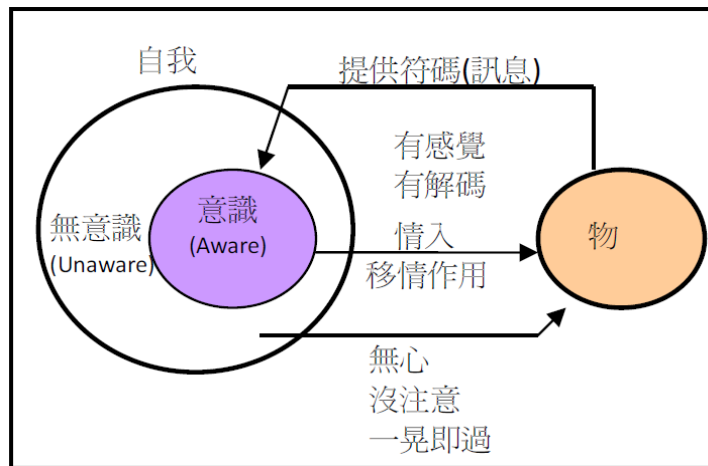 自我
提供符碼(訊息)
有感覺
有解碼
意識
(Aware)
無意識
(Unaware)
情入
移情作用
物
無心
沒注意
一晃即過